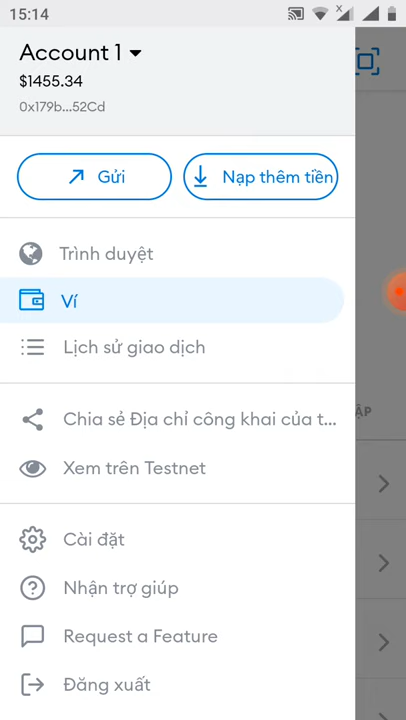 15:14
Account 1
$1455.34
0x179b...52Cd
Gửi
Nạp thêm tiền
Trình duyệt
Ví
Lịch sử giao dịch
ẬP
Chia sẻ Địa chỉ công khai của t...
Xem trên Testnet
Cài đặt
Nhận trợ giúp
Request a Feature
Đăng xuất